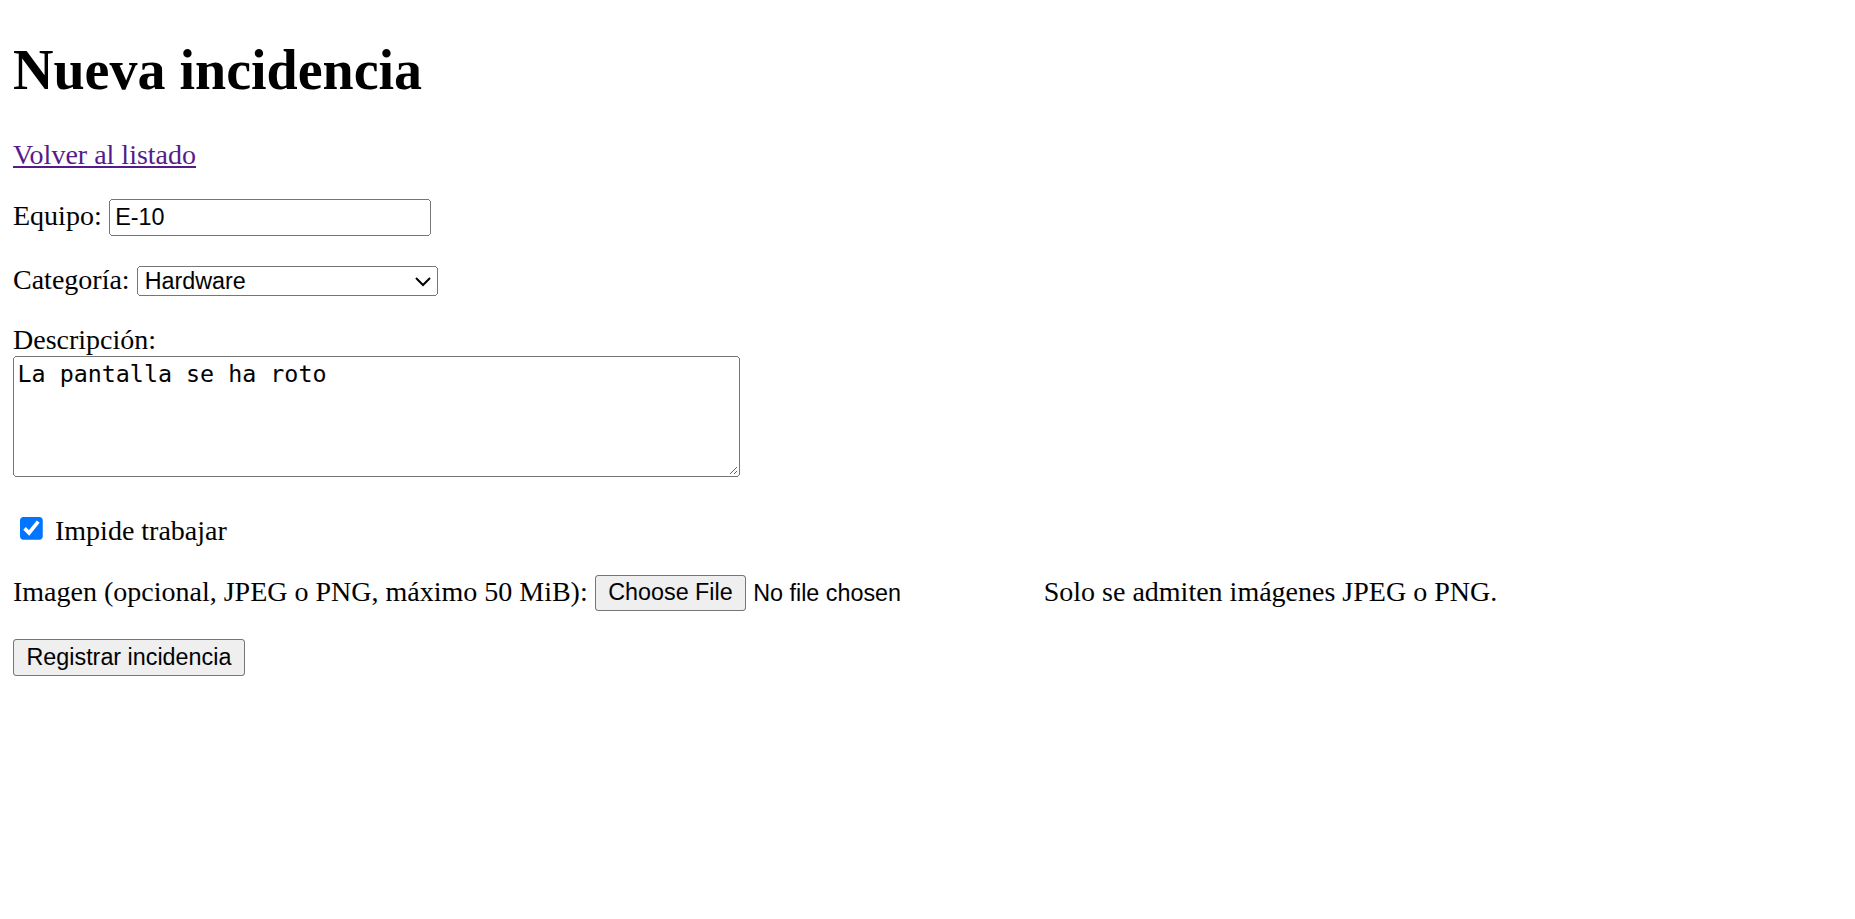 Nueva incidencia
Volver al listado
Equipo: E-10
Categoría: Hardware
Descripción:
La pantalla se ha roto
Impide trabajar
Imagen (opcional, JPEG o PNG, máximo 50 MiB): Choose File No file chosen Solo se admiten imágenes JPEG o PNG.
Registrar incidencia